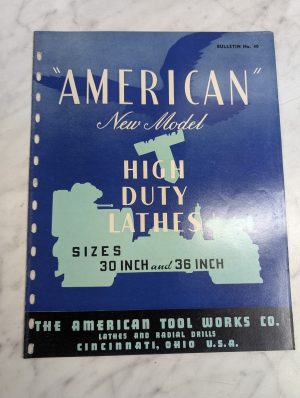 BULLETIN No. 40
"AMERICAN"
New Model
HIGH
DUTY
LATHES
SIZES
30 INCH and 36 INCH
THE AMERICAN TOOL WORKS CO.
LATHES AND RADIAL DRILLS
CINCINNATI, OHIO U.S.A.